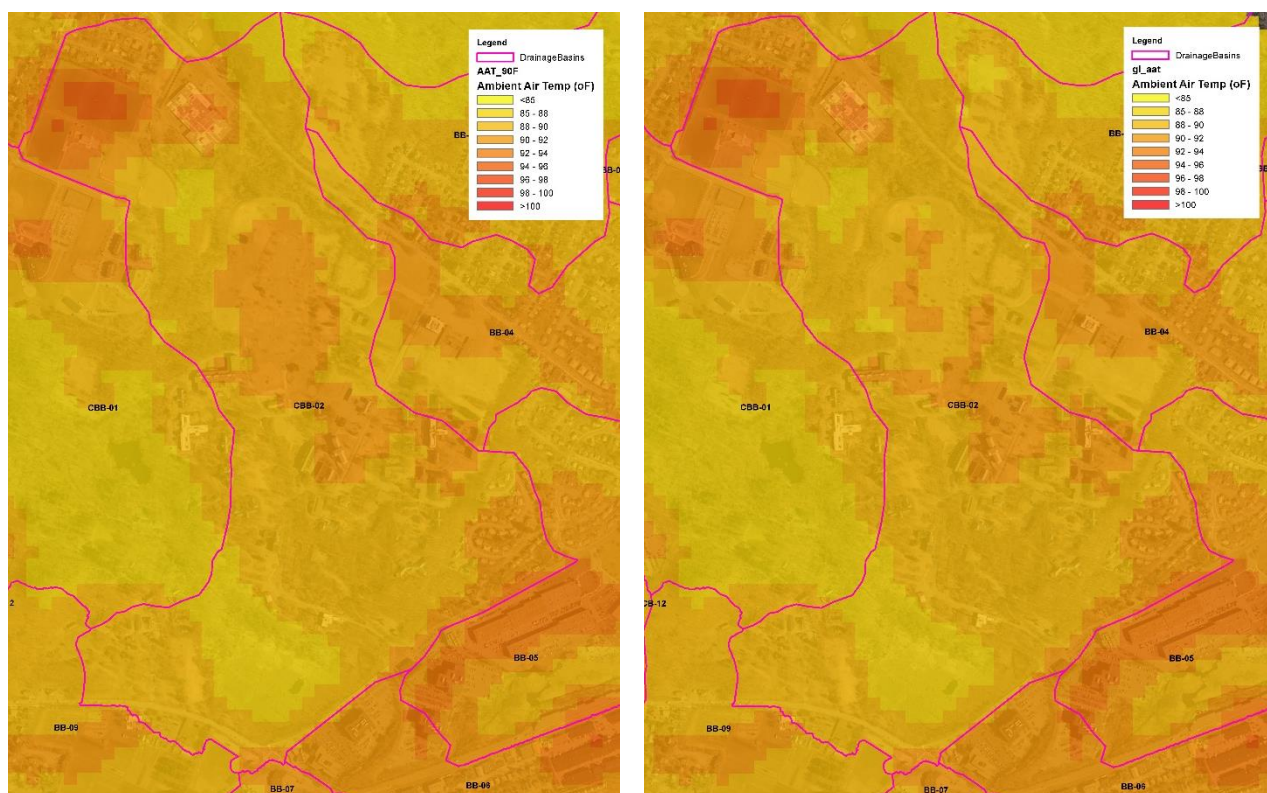 Legend
DrainageBasins
AAT_90F
Ambient Air Temp (oF)
<85
85 - 88
88 - 90
90 - 92
92 - 94
94 - 96
96 - 98
98 - 100
>100
BB-04
CBB-01
CBB-02
2
BB-05
BB-09
BB-07
BB-06
Legend
DrainageBasins
gl_aat
Ambient Air Temp (oF)
<85
85 - 88
88 - 90
90 - 92
92 - 94
94 - 96
96 - 98
98 - 100
>100
BB-04
CBB-01
CBB-02
CB-12
BB-05
BB-09
BB-07
BB-06